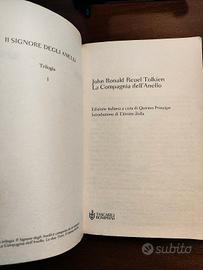 Il SIGNORE DEGLI ANELLI
Trilogia
I
John Ronald Reuel Tolkien
La Compagnia dell'Anello
Edizione italiana a cura di Quirino Principe
Introduzione di Elémire Zolla
TASCABILI
BOMPIANI
subito